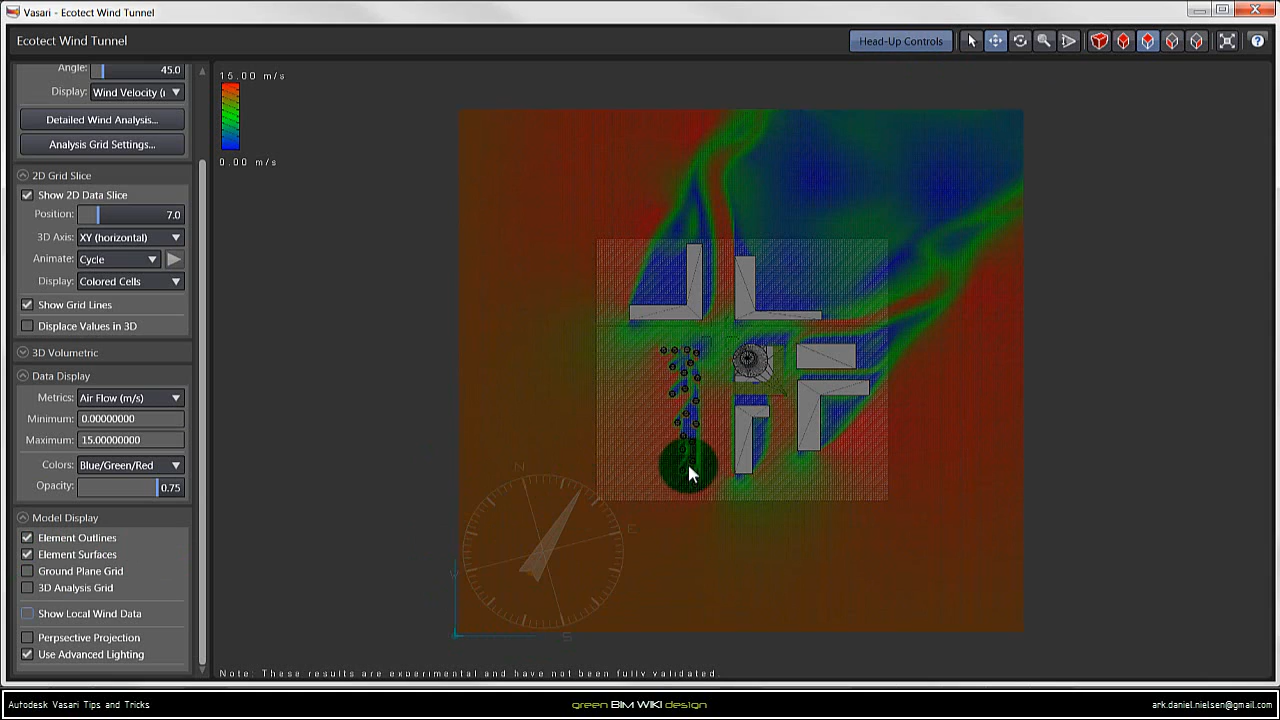 Vasari - Ecotect Wind Tunnel
Ecotect Wind Tunnel
Head-Up Controls
Angle: 45.0
Display: Wind Velocity (
Detailed Wind Analysis...
Analysis Grid Settings...
2D Grid Slice
Show 2D Data Slice
Position: 7.0
3D Axis: XY (horizontal)
Animate: Cycle
Display: Colored Cells
Show Grid Lines
Displace Values in 3D
3D Volumetric
Data Display
Metrics: Air Flow (m/s)
Minimum: 0.00000000
Maximum: 15.00000000
Colors: Blue/Green/Red
Opacity: 0.75
Model Display
Element Outlines
Element Surfaces
Ground Plane Grid
3D Analysis Grid
Show Local Wind Data
Perpsective Projection
Use Advanced Lighting
15.00 m/s
0.00 m/s
N
E
S
Note: These results are experimental and have not been fully validated.
Autodesk Vasari Tips and Tricks
green BIM WIKI design
ark.daniel.nielsen@gmail.com